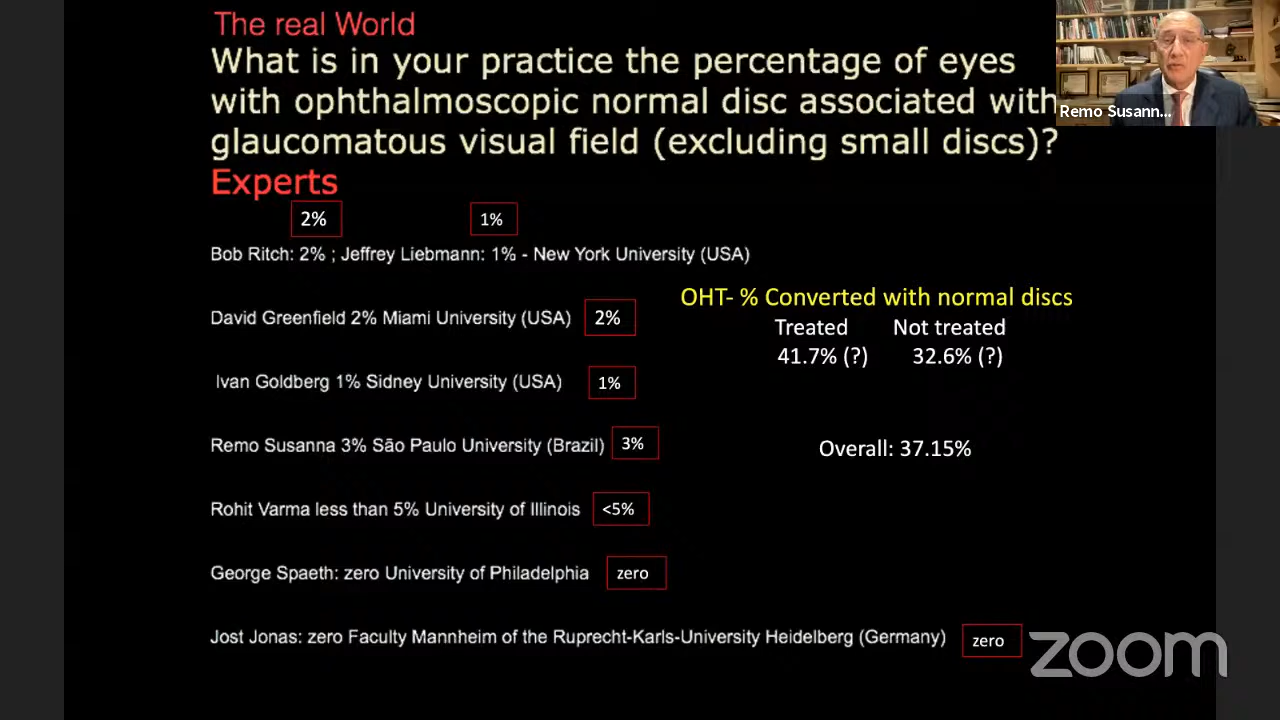 The real World
What is in your practice the percentage of eyes
with ophthalmoscopic normal disc associated with
glaucomatous visual field (excluding small discs)?
Remo Susann...
Experts
2%
1%
Bob Ritch: 2% ; Jeffrey Liebmann: 1% - New York University (USA)
OHT- % Converted with normal discs
David Greenfield 2% Miami University (USA)
2%
Treated
Not treated
41.7% (?)
32.6% (?)
Ivan Goldberg 1% Sidney University (USA)
1%
Remo Susanna 3% São Paulo University (Brazil)
3%
Overall: 37.15%
Rohit Varma less than 5% University of Illinois
<5%
George Spaeth: zero University of Philadelphia
zero
Jost Jonas: zero Faculty Mannheim of the Ruprecht-Karls-University Heidelberg (Germany)
zero
zoom